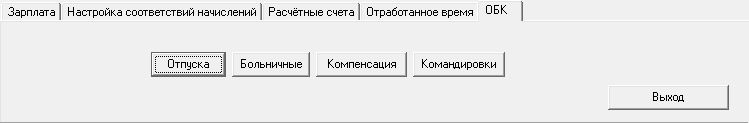 Зарплата Настройка соответствий начислений Расчётные счета Отработанное время ОБК
Отпуска Больничные Компенсация Командировки
Выход